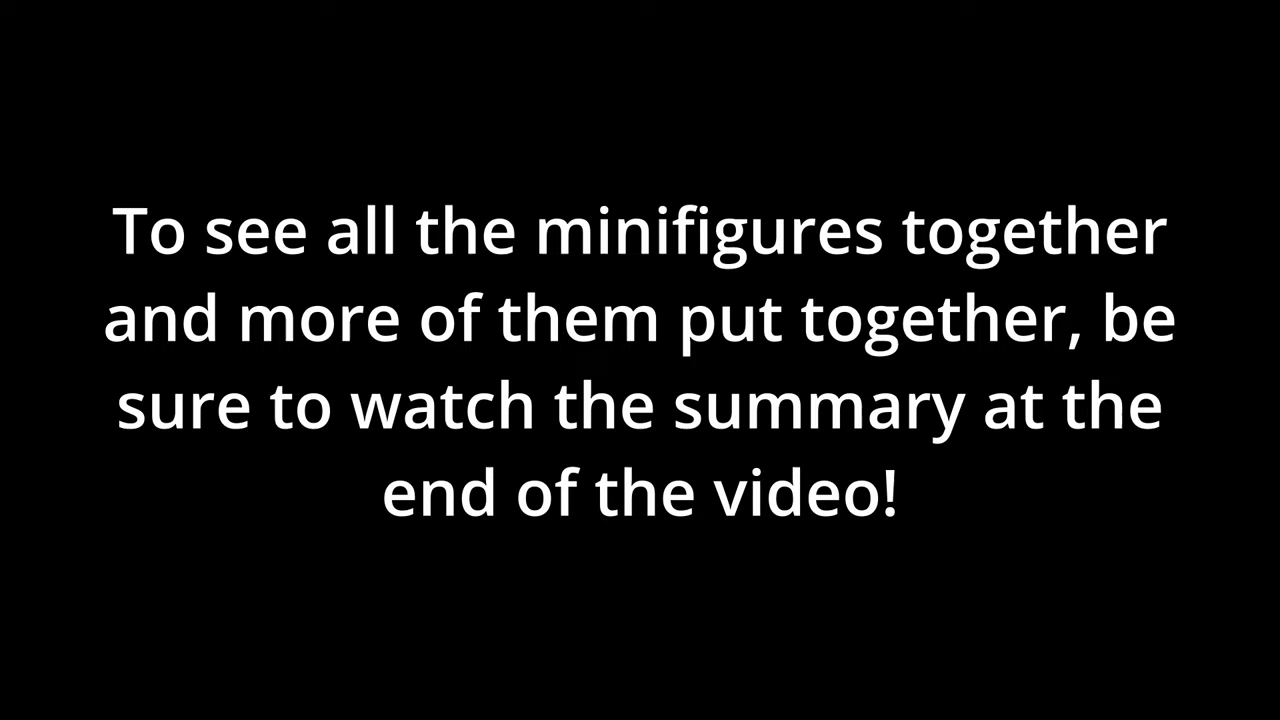 To see all the minifigures together
and more of them put together, be
sure to watch the summary at the
end of the video!